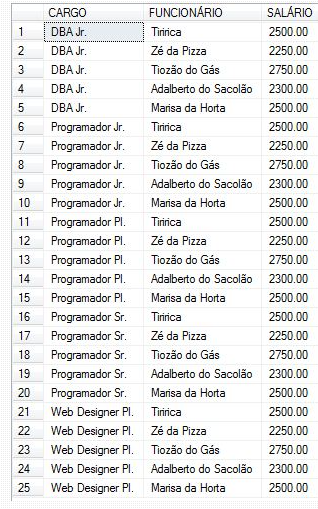 CARGO FUNCIONÁRIO SALÁRIO
1 DBA Jr. Tiririca 2500.00
2 DBA Jr. Zé da Pizza 2250.00
3 DBA Jr. Tiozão do Gás 2750.00
4 DBA Jr. Adalberto do Sacolão 2300.00
5 DBA Jr. Marisa da Horta 2500.00
6 Programador Jr. Tiririca 2500.00
7 Programador Jr. Zé da Pizza 2250.00
8 Programador Jr. Tiozão do Gás 2750.00
9 Programador Jr. Adalberto do Sacolão 2300.00
10 Programador Jr. Marisa da Horta 2500.00
11 Programador Pl. Tiririca 2500.00
12 Programador Pl. Zé da Pizza 2250.00
13 Programador Pl. Tiozão do Gás 2750.00
14 Programador Pl. Adalberto do Sacolão 2300.00
15 Programador Pl. Marisa da Horta 2500.00
16 Programador Sr. Tiririca 2500.00
17 Programador Sr. Zé da Pizza 2250.00
18 Programador Sr. Tiozão do Gás 2750.00
19 Programador Sr. Adalberto do Sacolão 2300.00
20 Programador Sr. Marisa da Horta 2500.00
21 Web Designer Pl. Tiririca 2500.00
22 Web Designer Pl. Zé da Pizza 2250.00
23 Web Designer Pl. Tiozão do Gás 2750.00
24 Web Designer Pl. Adalberto do Sacolão 2300.00
25 Web Designer Pl. Marisa da Horta 2500.00